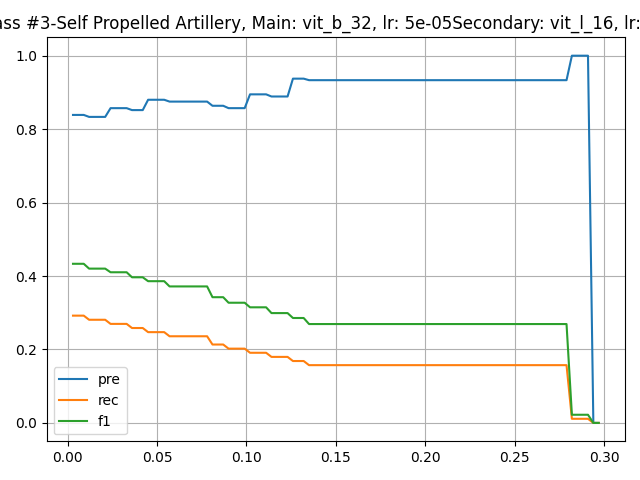 ass #3-Self Propelled Artillery, Main: vit_b_32, lr: 5e-05Secondary: vit_l_16, lr:
1.0
0.8
0.6
0.4
0.2
0.0
pre
rec
f1
0.00 0.05 0.10 0.15 0.20 0.25 0.30